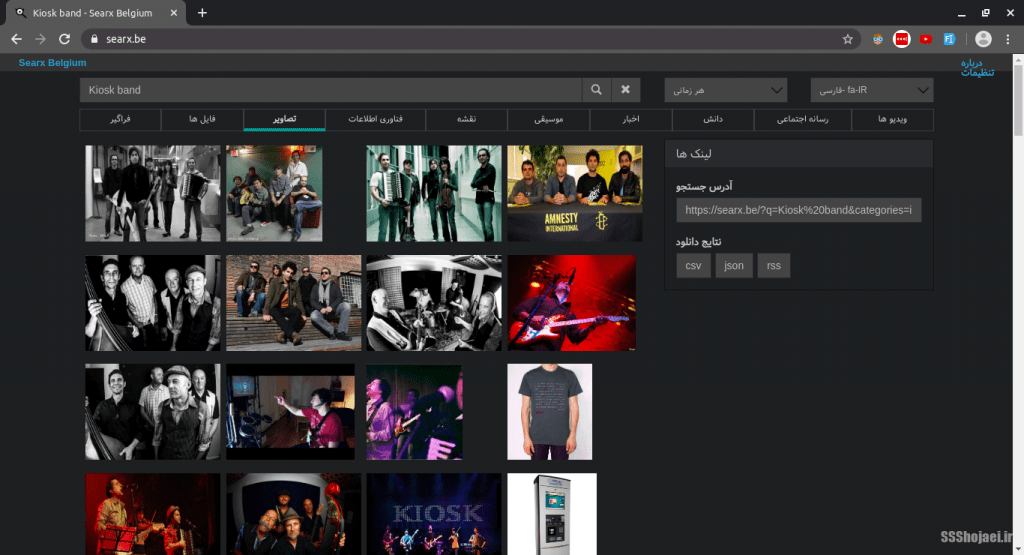 Kiosk band - Searx Belgium
searx.be
Searx Belgium
درباره
تنظیمات
Kiosk band
هر زمانی
فارسی- fa-IR
فراگیر
فایل ها
تصاویر
فناوری اطلاعات
نقشه
موسیقی
اخبار
دانش
رسانه اجتماعی
ویدیو ها
لینک ها
آدرس جستجو
https://searx.be/?q=Kiosk%20band&categories=i
نتایج دانلود
csv
json
rss
AMNESTY
INTERNATIONAL
KIOSK
SSShojaei.ir